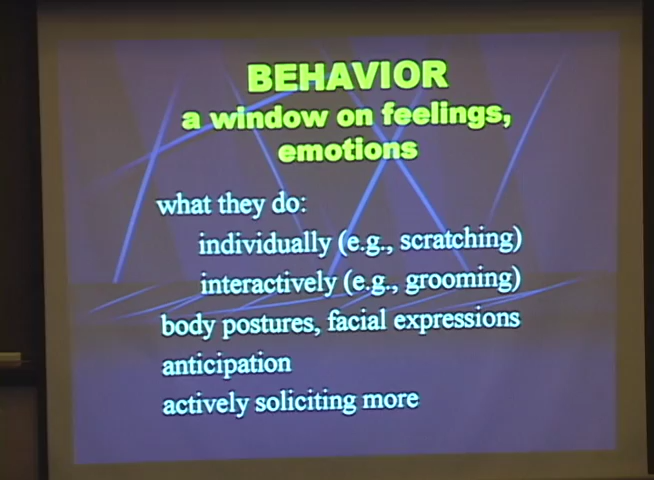 BEHAVIOR
a window on feelings,
emotions
what they do:
individually (e.g., scratching)
interactively (e.g., grooming)
body postures, facial expressions
anticipation
actively soliciting more